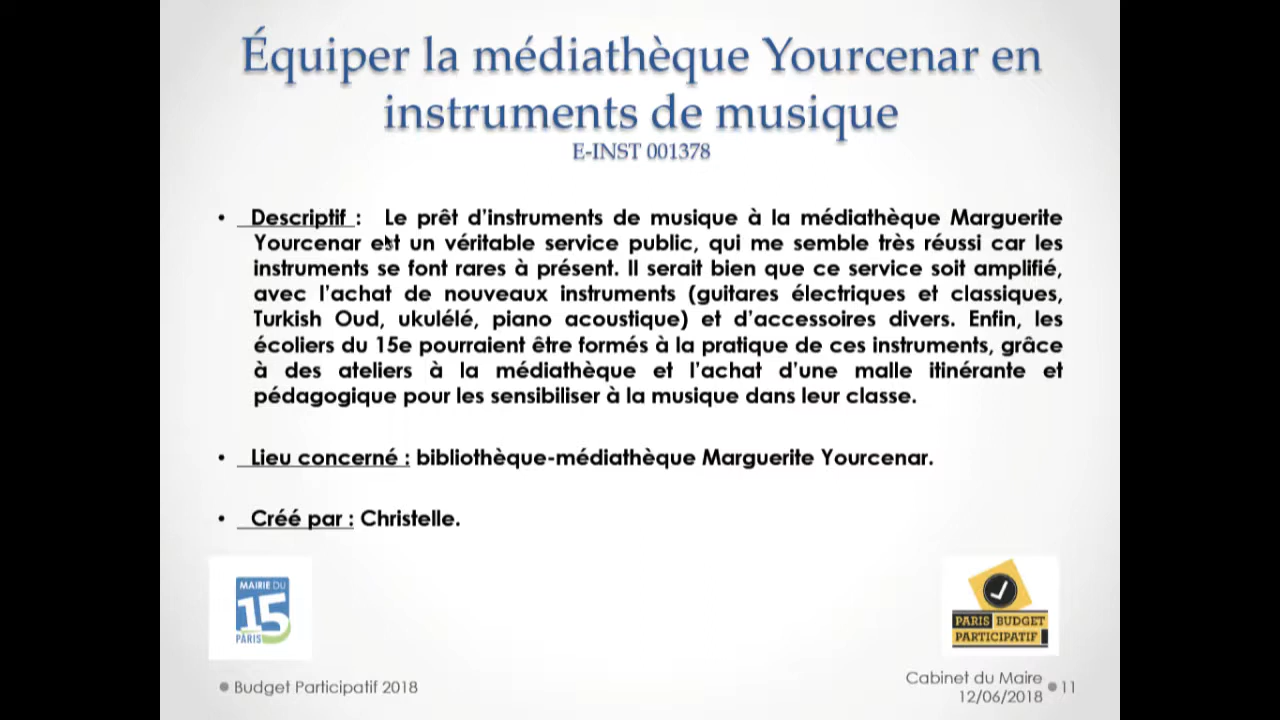 Équiper la médiathèque Yourcenar en
instruments de musique
E-INST 001378
• Descriptif : Le prêt d'instruments de musique à la médiathèque Marguerite
Yourcenar est un véritable service public, qui me semble très réussi car les
instruments se font rares à présent. Il serait bien que ce service soit amplifié,
avec l'achat de nouveaux instruments (guitares électriques et classiques,
Turkish Oud, ukulélé, piano acoustique) et d'accessoires divers. Enfin, les
écoliers du 15e pourraient être formés à la pratique de ces instruments, grâce
à des ateliers à la médiathèque et l'achat d'une malle itinérante et
pédagogique pour les sensibiliser à la musique dans leur classe.
• Lieu concerné : bibliothèque-médiathèque Marguerite Yourcenar.
• Créé par : Christelle.
MAIRIE DU
15
PARIS
PARIS BUDGET
PARTICIPATIF
Budget Participatif 2018
Cabinet du Maire
12/06/2018
11